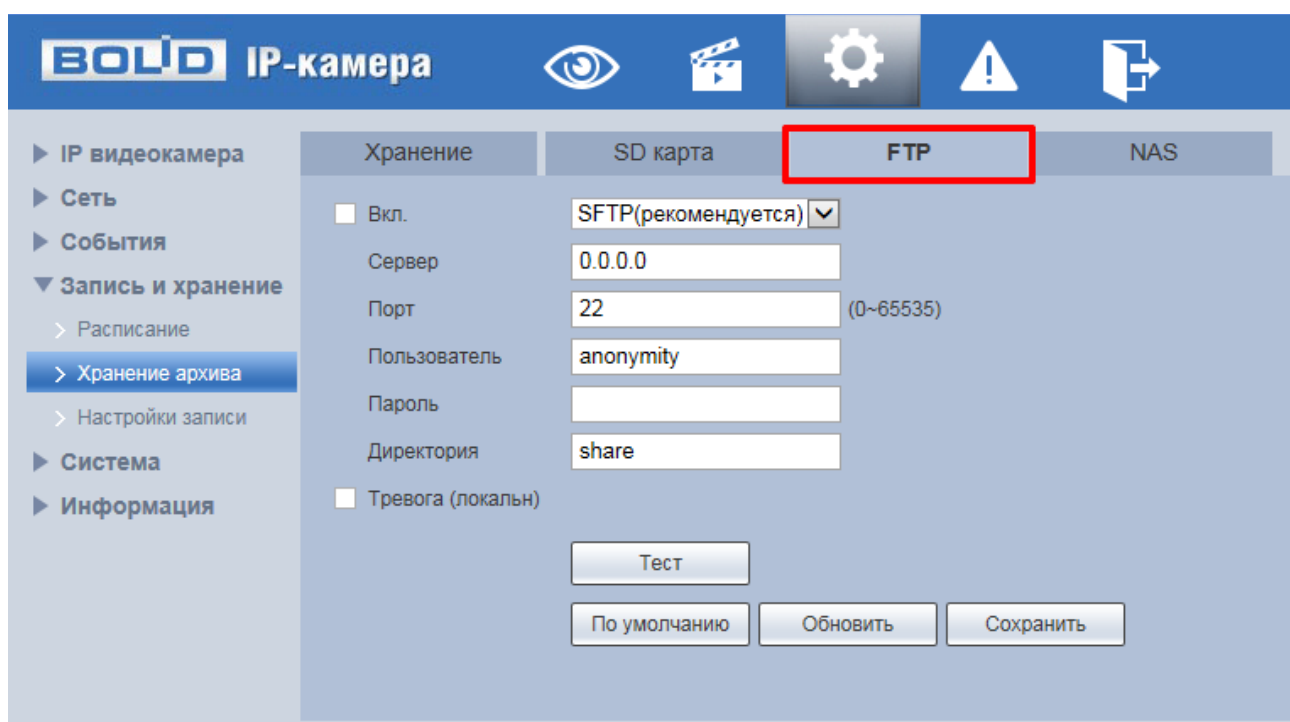 BOLID IP-камера
IP видеокамера
Сеть
События
Запись и хранение
Расписание
Хранение архива
Настройки записи
Система
Информация
Хранение SD карта FTP NAS
Вкл. SFTP(рекомендуется)
Сервер 0.0.0.0
Порт 22 (0~65535)
Пользователь anonymity
Пароль
Директория share
Тревога (локальн)
Тест
По умолчанию Обновить Сохранить